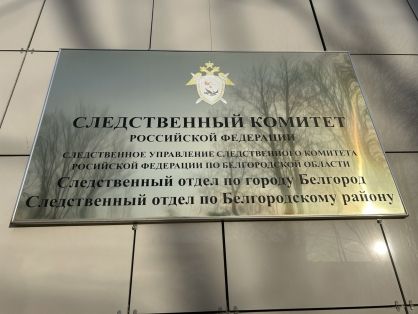 СЛЕДСТВЕННЫЙ КОМИТЕТ
РОССИЙСКОЙ ФЕДЕРАЦИИ
СЛЕДСТВЕННОЕ УПРАВЛЕНИЕ СЛЕДСТВЕННОГО КОМИТЕТА
РОСИЙСКОЙ ФЕДЕРАЦИИ ПО БЕЛГОРОДСКОЙ ОБЛАСТИ
Следственный отдел по городу Белгород
Следственный отдел по Белгородскому району